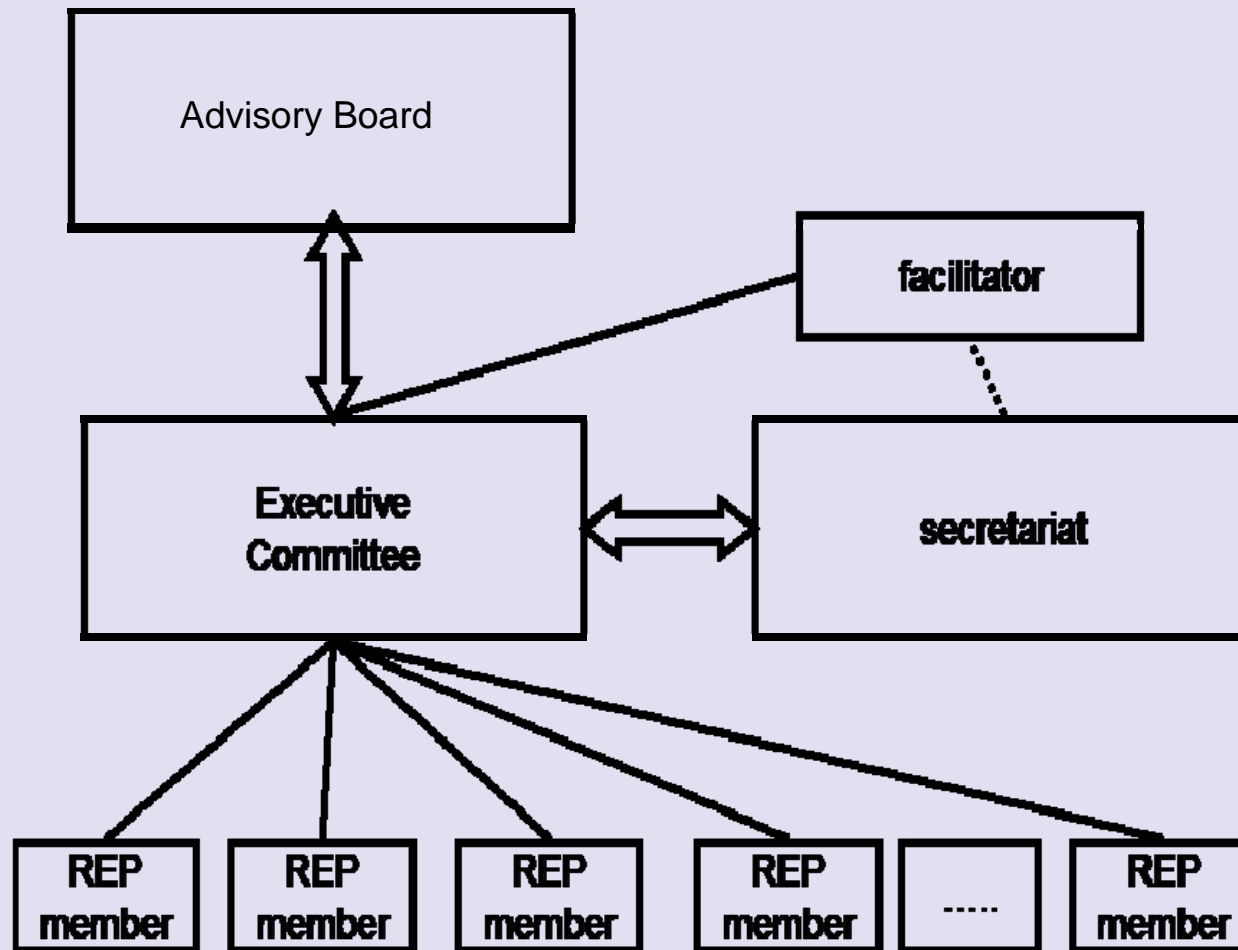 Advisory Board
facilitator
Executive
Committee
secretariat
REP
member
REP
member
REP
member
REP
member
-----
REP
member